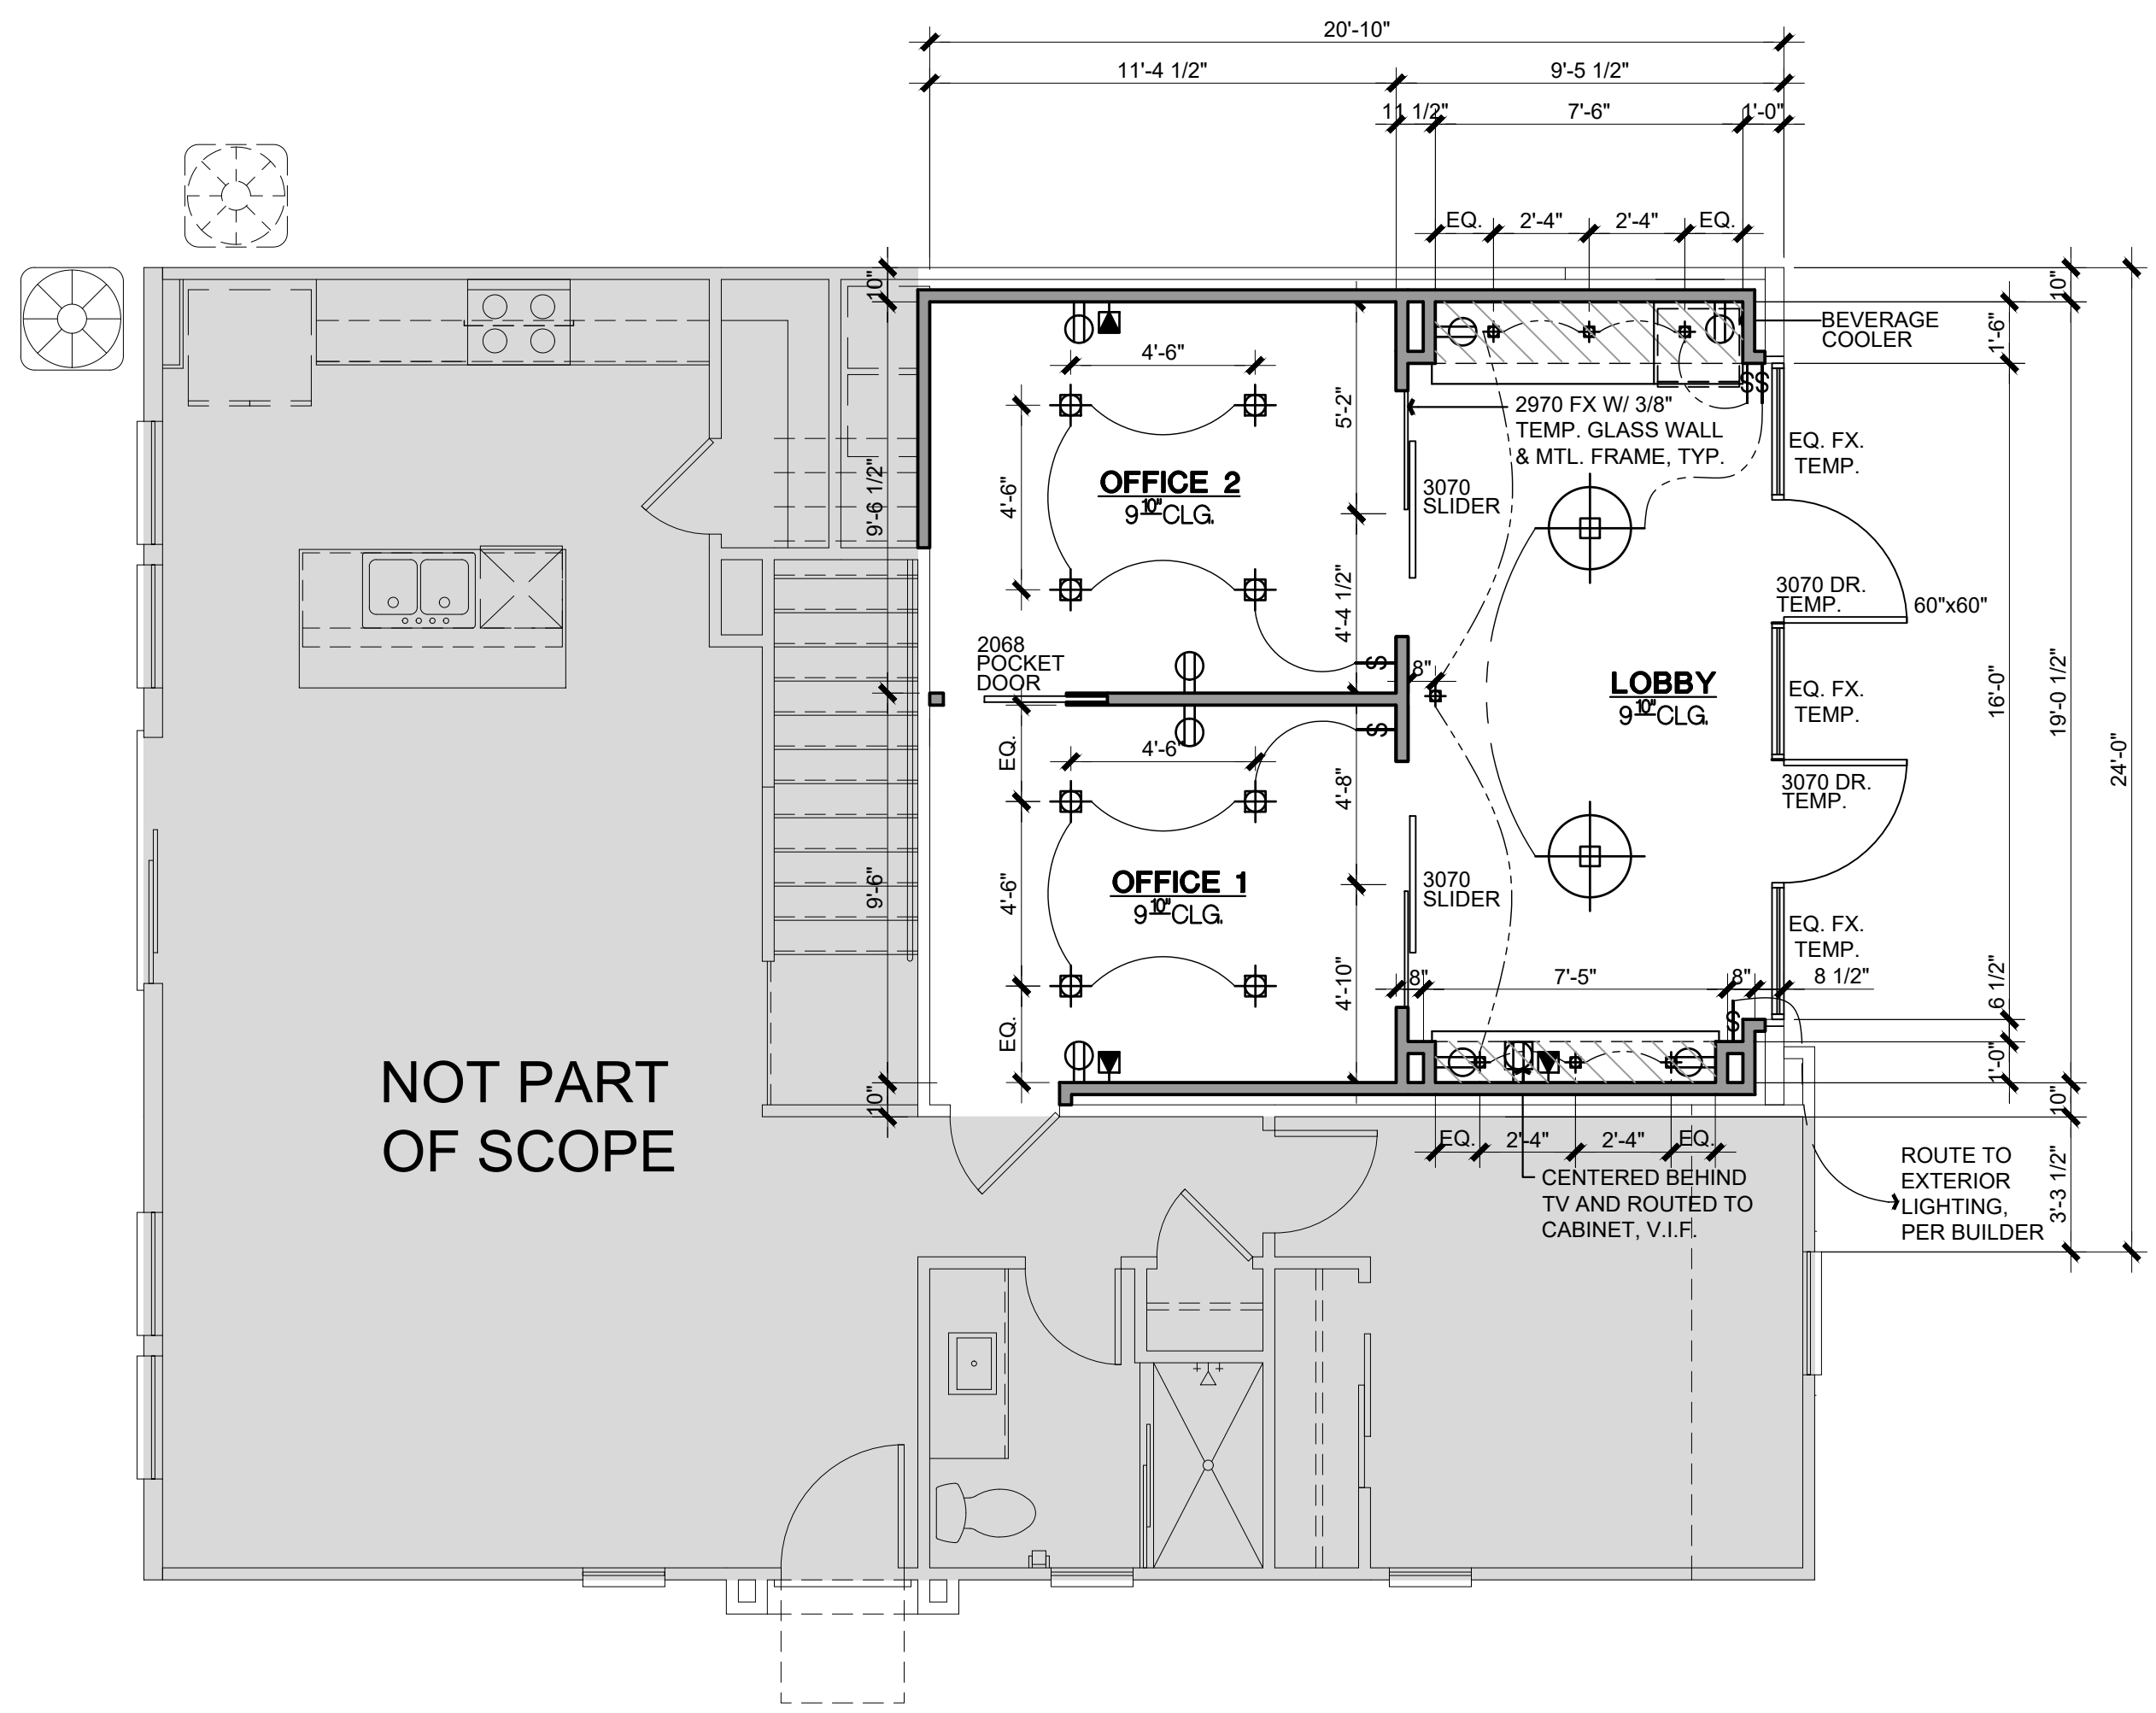 20'-10"
11'-4 1/2"
9'-5 1/2"
11 1/2"
7'-6"
1'-0"
EQ.
2'-4"
2'-4"
EQ.
10"
10"
BEVERAGE
COOLER
1'-6"
4'-6"
5'-2"
2970 FX W/ 3/8"
TEMP. GLASS WALL
& MTL. FRAME, TYP.
SS
EQ. FX.
TEMP.
9'-6 1/2"
4'-6"
OFFICE 2
9 10" CLG.
3070
SLIDER
4'-4 1/2"
3070 DR.
TEMP.
60"x60"
2068
POCKET
DOOR
S
8"
LOBBY
9 10" CLG.
EQ. FX.
TEMP.
16'-0"
19'-0 1/2"
24'-0"
S
EQ.
4'-6"
4'-8"
3070 DR.
TEMP.
9'-6"
4'-6"
OFFICE 1
9 10" CLG.
3070
SLIDER
EQ. FX.
TEMP.
4'-10"
8"
7'-5"
8"
8 1/2"
6 1/2"
EQ.
S
1'-0"
10"
10"
NOT PART
OF SCOPE
EQ.
2'-4"
2'-4"
EQ.
CENTERED BEHIND
TV AND ROUTED TO
CABINET, V.I.F.
ROUTE TO
EXTERIOR
LIGHTING,
PER BUILDER
3'-3 1/2"